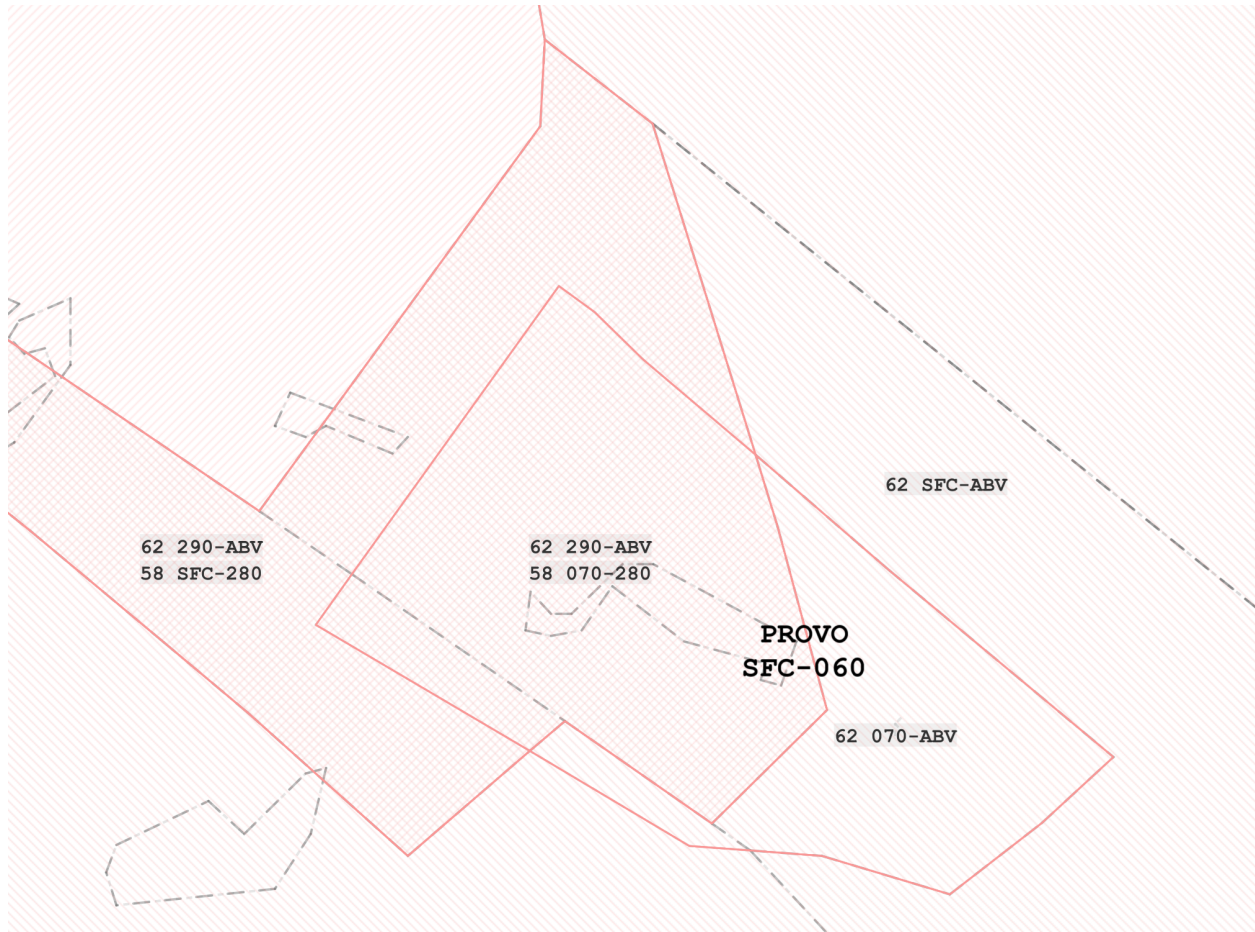 62 SFC-ABV
62 290-ABV
58 SFC-280
62 290-ABV
58 070-280
PROVO
SFC-060
62 070-ABV